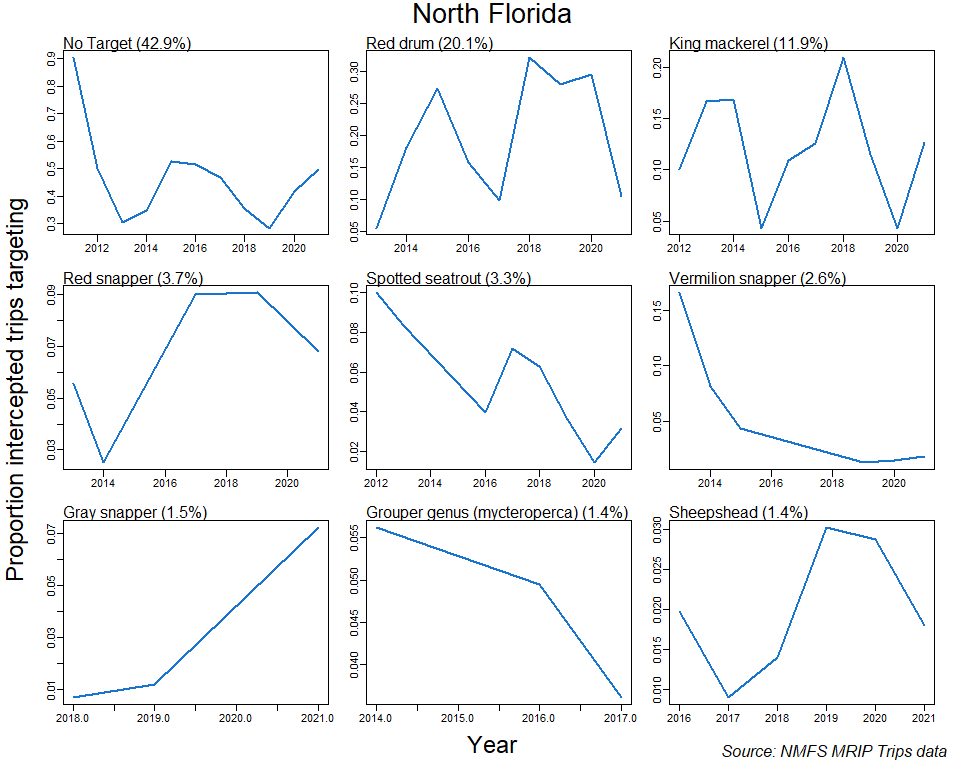 North Florida
No Target (42.9%)
0.3 0.4 0.5 0.6 0.7 0.8 0.9
2012 2014 2016 2018 2020
Red drum (20.1%)
0.05 0.10 0.15 0.20 0.25 0.30
2014 2016 2018 2020
King mackerel (11.9%)
0.05 0.10 0.15 0.20
2012 2014 2016 2018 2020
Red snapper (3.7%)
0.03 0.05 0.07 0.09
2014 2016 2018 2020
Spotted seatrout (3.3%)
0.02 0.04 0.06 0.08 0.10
2012 2014 2016 2018 2020
Vermilion snapper (2.6%)
0.05 0.10 0.15
2014 2016 2018 2020
Gray snapper (1.5%)
0.01 0.03 0.05 0.07
2018.0 2019.0 2020.0 2021.0
Grouper genus (mycteroperca) (1.4%)
0.040 0.045 0.050 0.055
2014.0 2015.0 2016.0 2017.0
Sheepshead (1.4%)
0.010 0.015 0.020 0.025 0.030
2016 2017 2018 2019 2020 2021
Proportion intercepted trips targeting
Year
Source: NMFS MRIP Trips data